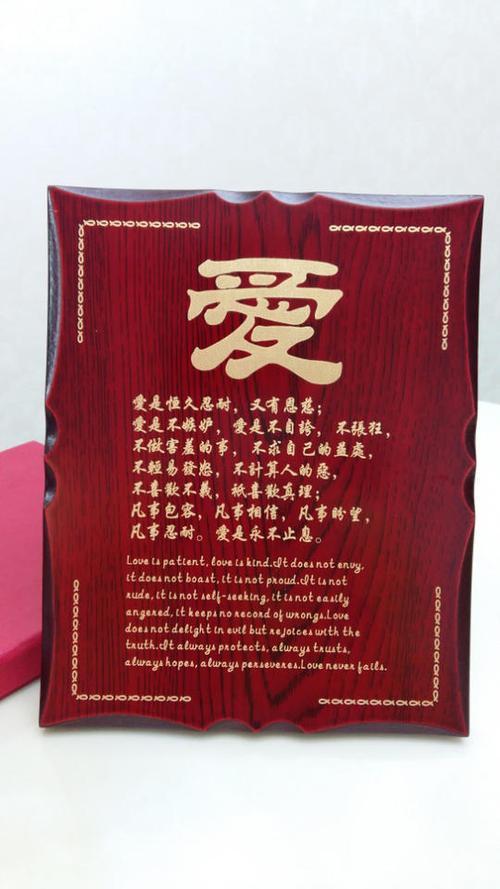 愛
愛是恆久忍耐，又有恩慈；
愛是不嫉妒，愛是不自誇，不張狂，
不做害羞的事，不求自己的益處，
不輕易發怒，不計算人的惡，
不喜歡不義，衹喜歡真理；
凡事包容，凡事相信，凡事盼望，
凡事忍耐。愛是永不止息。
Love is patient, love is kind.It does not envy,
it does not boast, it is not proud.It is not
rude, it is not self-seeking, it is not easily
angered, it keeps no record of wrongs.Love
does not delight in evil but rejoices with the
truth.It always protects, always trusts,
always hopes, always perseveres.Love never fails.